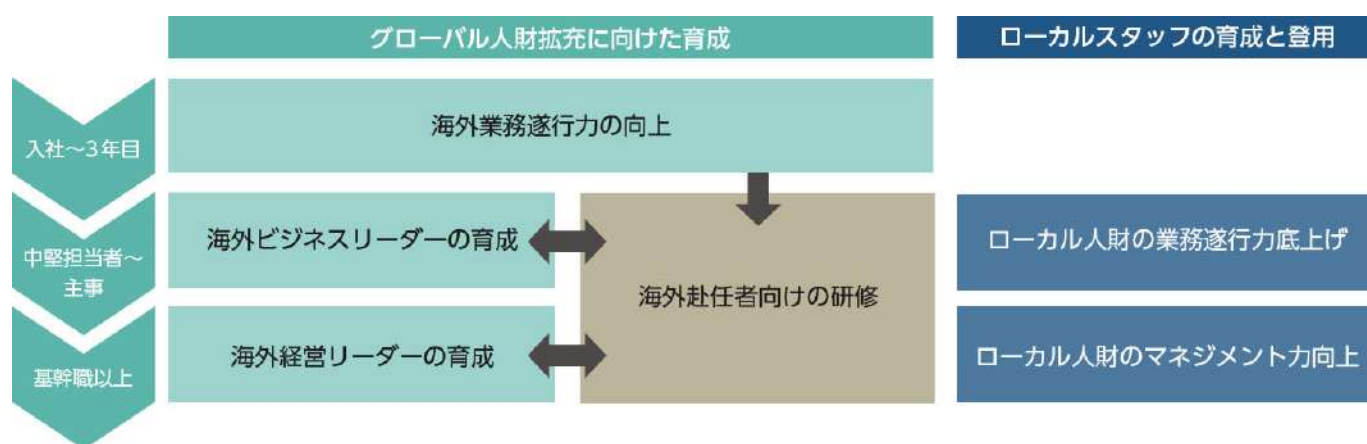 グローバル人財拡充に向けた育成
ローカルスタッフの育成と登用
入社～3年目
海外業務遂行力の向上
中堅担当者～
主事
海外ビジネスリーダーの育成
海外赴任者向けの研修
ローカル人財の業務遂行力底上げ
基幹職以上
海外経営リーダーの育成
ローカル人財のマネジメント力向上